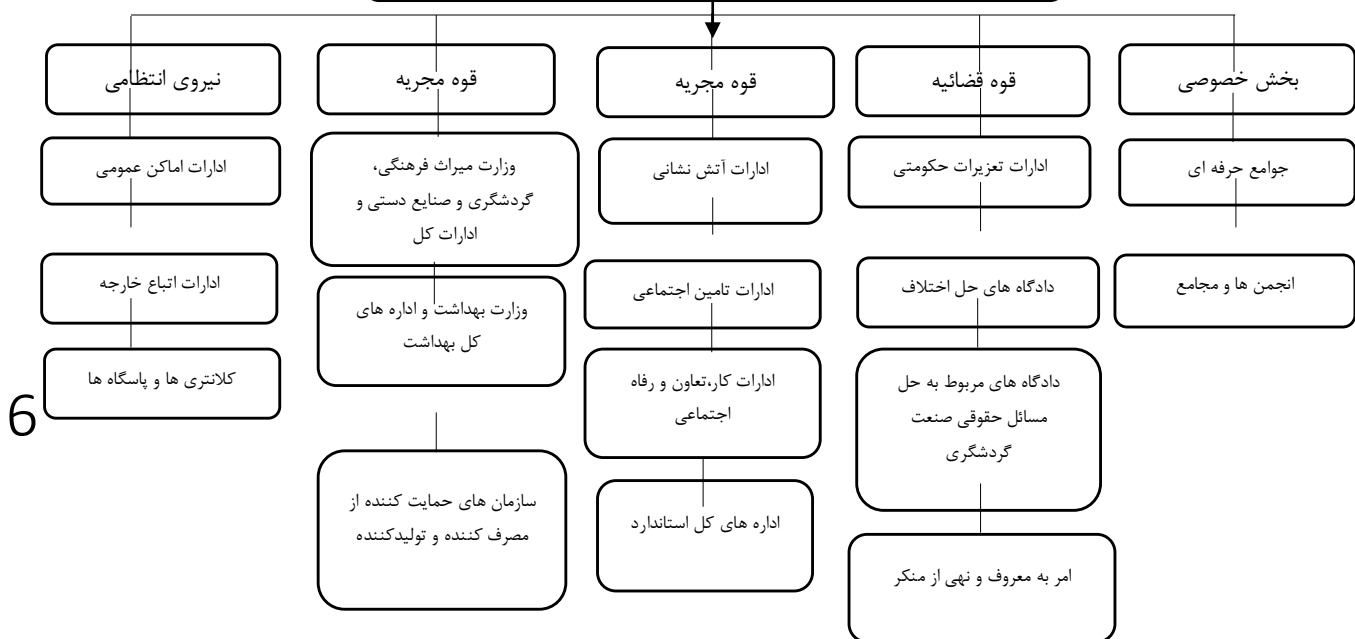 بخش خصوصی
جوامع حرفه ای
انجمن ها و مجامع
قوه قضائیه
ادارات تعزیرات حکومتی
دادگاه های حل اختلاف
دادگاه های مربوط به حل
مسائل حقوقی صنعت
گردشگری
امر به معروف و نهی از منکر
قوه مجریه
ادارات آتش نشانی
ادارات تامین اجتماعی
ادارات کار،تعاون و رفاه
اجتماعی
اداره های کل استاندارد
قوه مجریه
وزارت میراث فرهنگی،
گردشگری و صنایع دستی و
ادارات کل
وزارت بهداشت و اداره های
کل بهداشت
سازمان های حمایت کننده از
مصرف کننده و تولیدکننده
نیروی انتظامی
ادارات اماکن عمومی
ادارات اتباع خارجه
کلانتری ها و پاسگاه ها
6